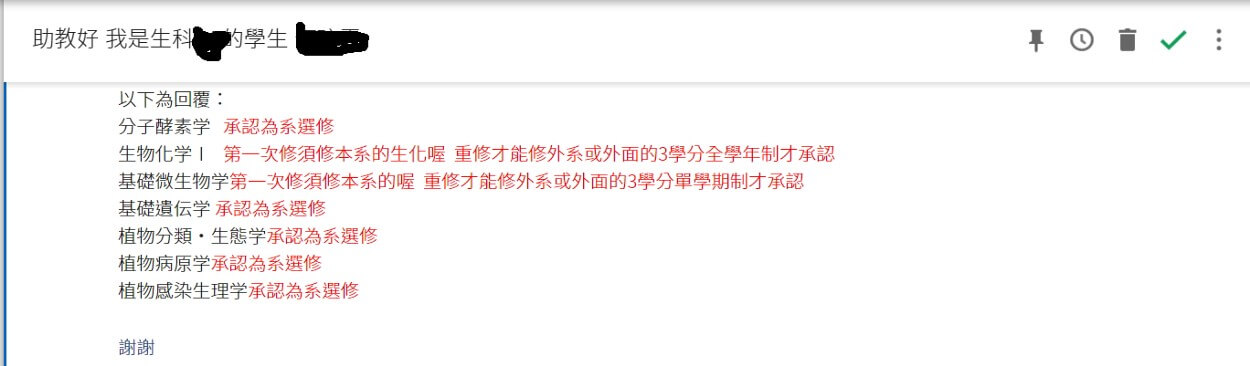 助教好 我是生科 的學生
以下為回覆：
分子酵素学 承認為系選修
生物化学Ⅰ 第一次修須修本系的生化喔 重修才能修外系或外面的3學分全學年制才承認
基礎微生物学第一次修須修本系的喔 重修才能修外系或外面的3學分單學期制才承認
基礎遺伝学 承認為系選修
植物分類・生態学承認為系選修
植物病原学承認為系選修
植物感染生理学承認為系選修
謝謝